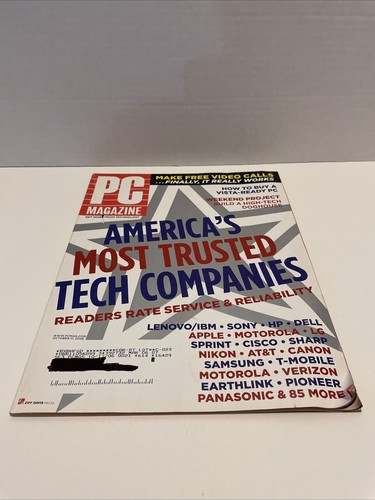 MAKE FREE VIDEO CALLS
...FINALLY, IT REALLY WORKS
PC
MAGAZINE
HOW TO BUY A
VISTA-READY PC
WEEKEND PROJECT
BUILD A HIGH-TECH
DOGHOUSE
AMERICA'S
MOST TRUSTED
TECH COMPANIES
READERS RATE SERVICE & RELIABILITY
LENOVO/IBM • SONY • HP • DELL
APPLE • MOTOROLA • LG
SPRINT • CISCO • SHARP
NIKON • AT&T • CANON
SAMSUNG • T-MOBILE
MOTOROLA • VERIZON
EARTHLINK • PIONEER
PANASONIC & 85 MORE
ZIFF DAVIS MEDIA